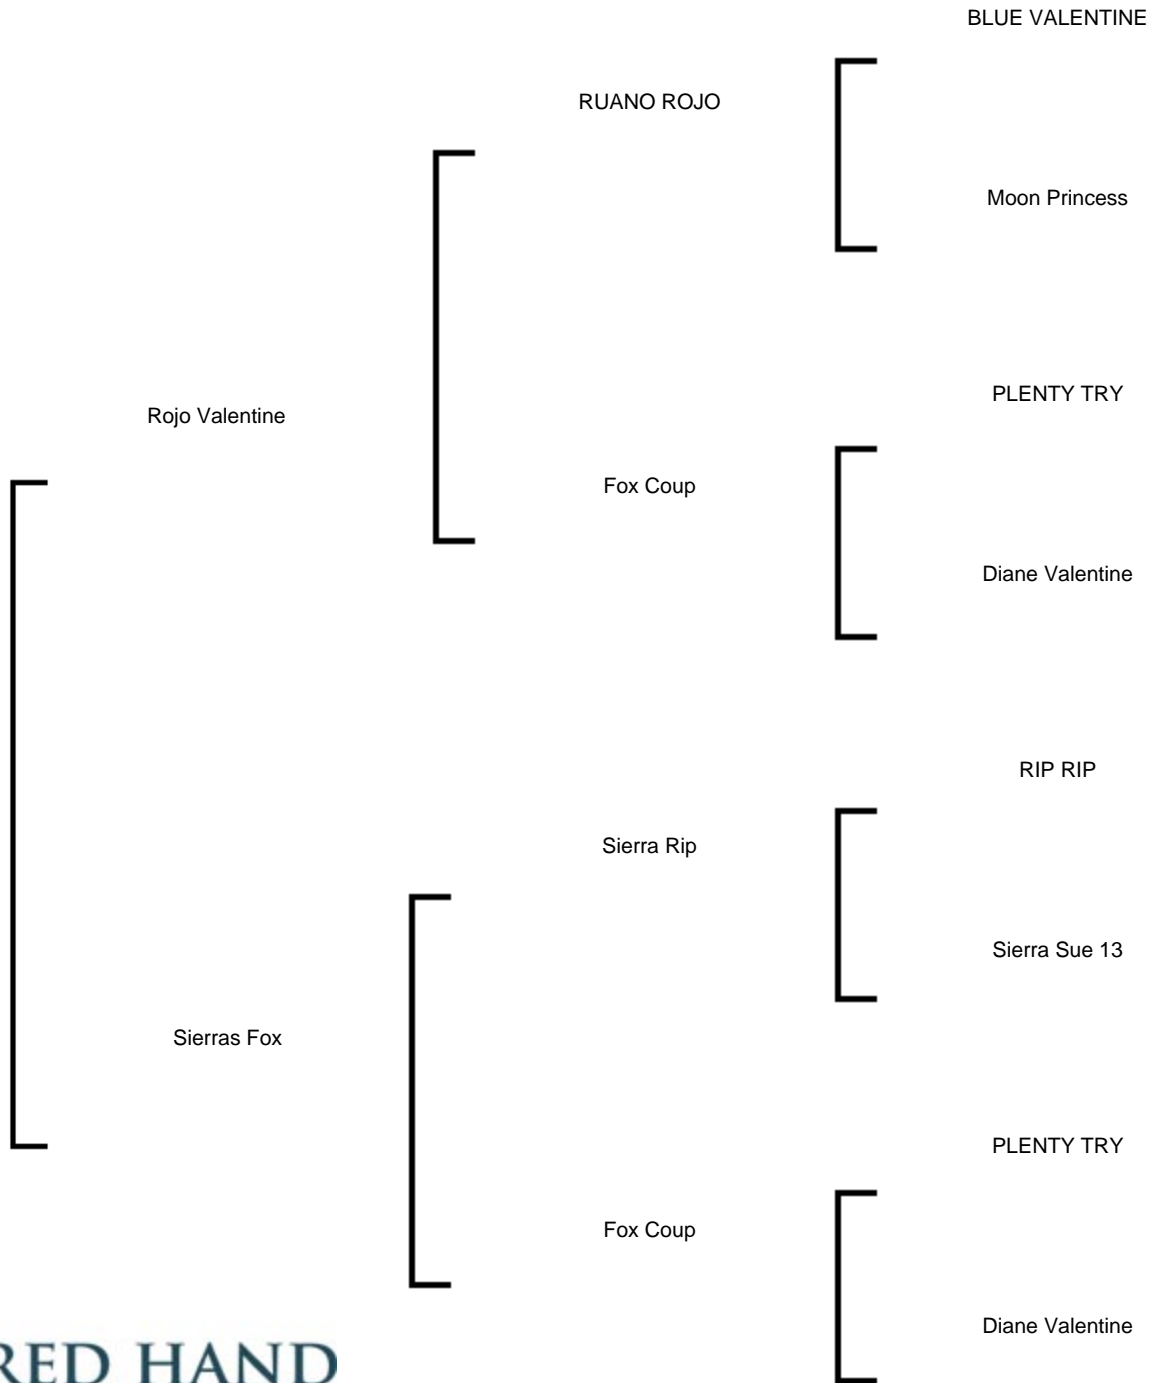 BLUE VALENTINE
RUANO ROJO
Moon Princess
PLENTY TRY
Rojo Valentine
Fox Coup
Diane Valentine
RIP RIP
Sierra Rip
Sierra Sue 13
Sierras Fox
PLENTY TRY
Fox Coup
Diane Valentine
RED HAND